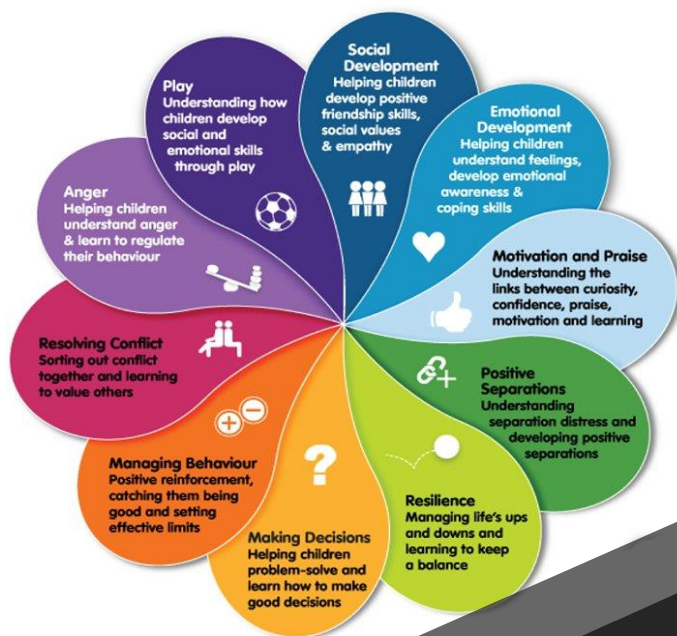 Social
Development
Helping children
develop positive
friendship skills,
social values
& empathy
Emotional
Development
Helping children
understand feelings,
develop emotional
awareness &
coping skills
Motivation and Praise
Understanding the
links between curiosity,
confidence, praise,
motivation and learning
Positive
Separations
Understanding
separation distress and
developing positive
separations
Resilience
Managing life's ups
and downs and
learning to keep
a balance
Making Decisions
Helping children
problem-solve and
learn how to make
good decisions
Managing Behaviour
Positive reinforcement,
catching them being
good and setting
effective limits
Resolving Conflict
Sorting out conflict
together and learning
to value others
Anger
Helping children
understand anger
& learn to regulate
their behaviour
Play
Understanding how
children develop
social and
emotional skills
through play